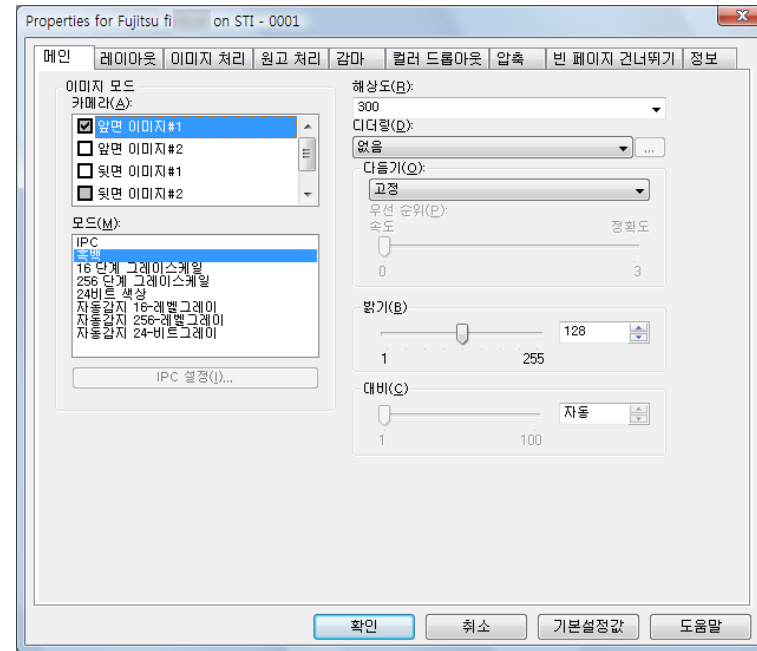 Properties for Fujitsu fi on STI - 0001
메인 레이아웃 이미지 처리 원고 처리 감마 컬러 드롭아웃 압축 빈 페이지 건너뛰기 정보
이미지 모드
카메라(A):
앞면 이미지#1
앞면 이미지#2
뒷면 이미지#1
뒷면 이미지#2
모드(M):
IPC
흑백
16 단계 그레이스케일
256 단계 그레이스케일
24비트 색상
자동감지 16-레벨그레이
자동감지 256-레벨그레이
자동감지 24-비트그레이
IPC 설정(I)...
해상도(R):
300
디더링(D):
없음
...
다듬기(O):
고정
우선 순위(P):
속도 정확도
0 3
밝기(B)
128
1 255
대비(C)
자동
1 100
확인 취소 기본설정값 도움말